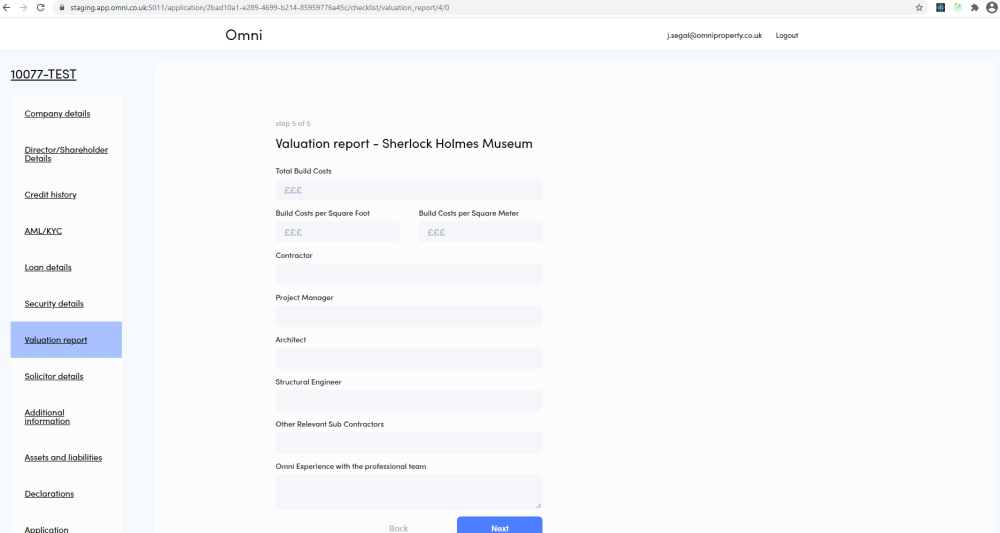 staging.app.omni.co.uk:5011/application/2bad10a1-e289-4699-b214-85959776a45c/checklist/valuation_report/4/0
Omni
j.segal@omniproperty.co.uk
Logout
10077-TEST
Company details
Director/Shareholder
Details
Credit history
AML/KYC
Loan details
Security details
Valuation report
Solicitor details
Additional
information
Assets and liabilities
Declarations
Application
step 5 of 5
Valuation report - Sherlock Holmes Museum
Total Build Costs
£££
Build Costs per Square Foot
Build Costs per Square Meter
£££
£££
Contractor
Project Manager
Architect
Structural Engineer
Other Relevant Sub Contractors
Omni Experience with the professional team
Back
Next